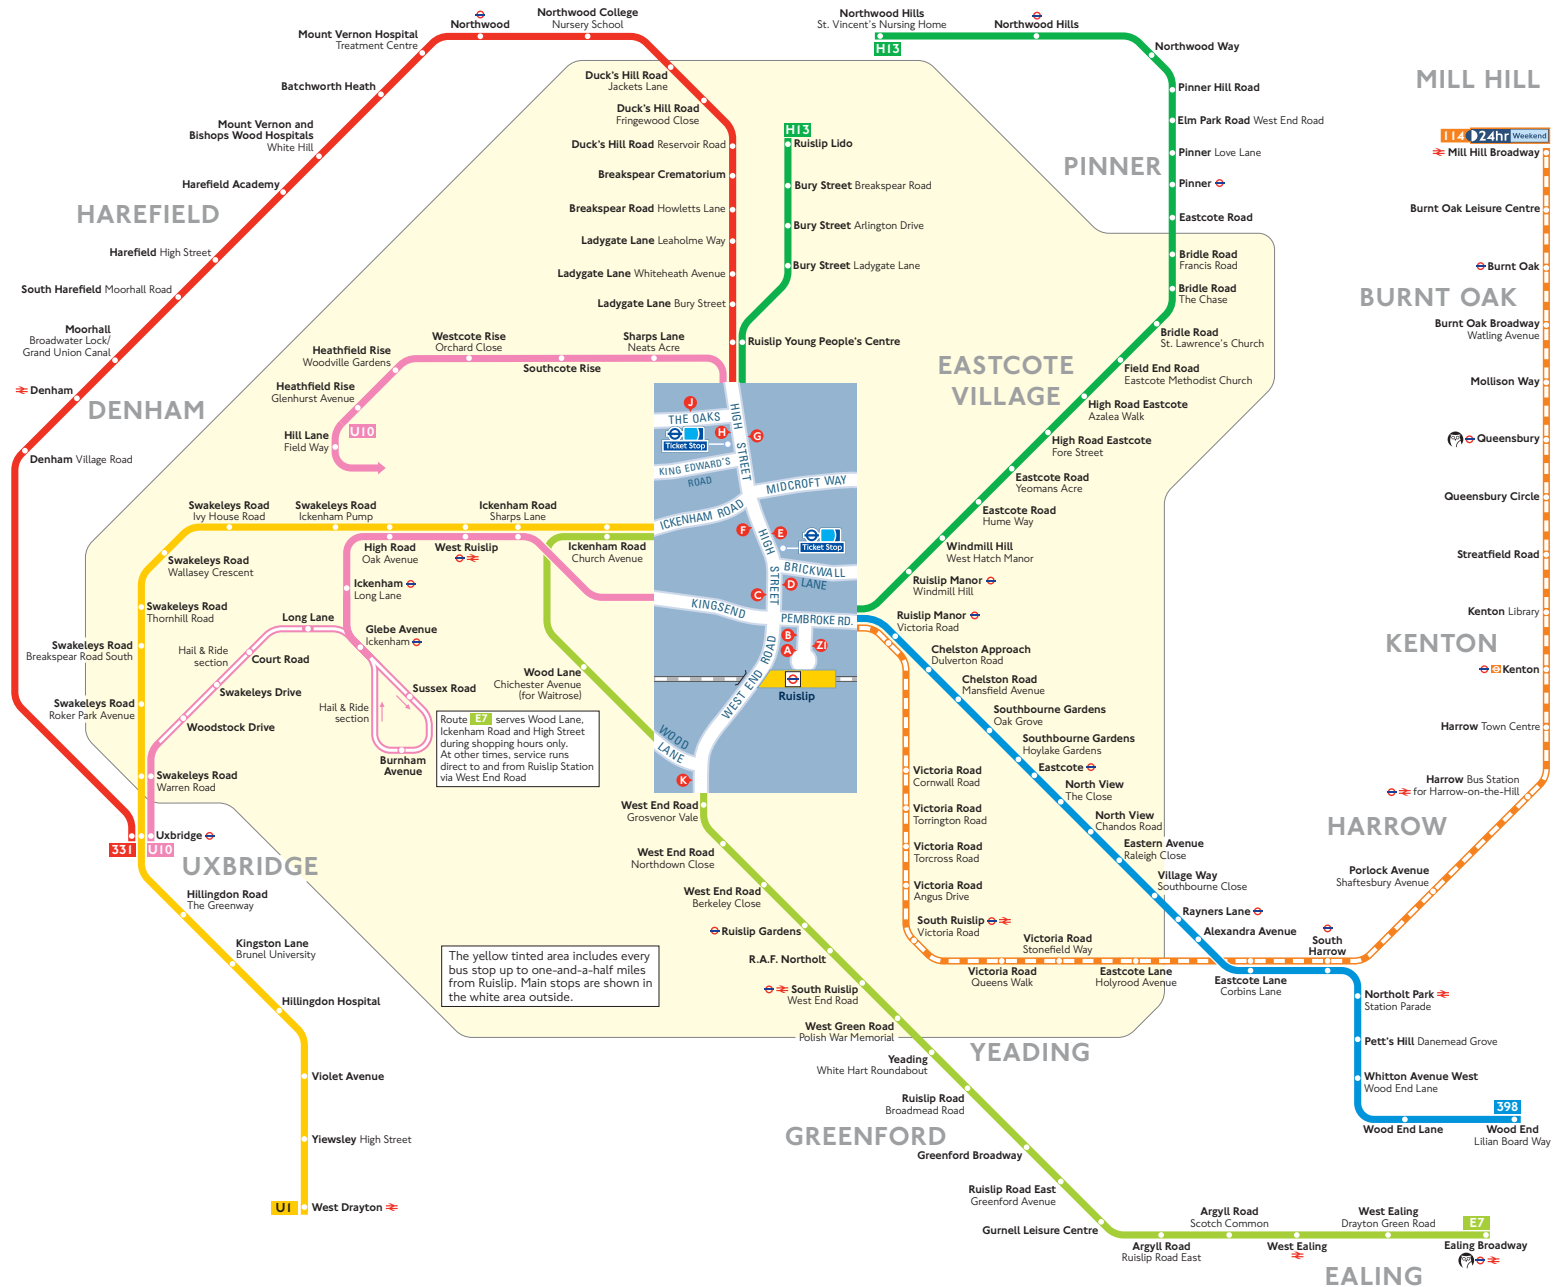 Northwood College
Nursery School
Northwood
Mount Vernon Hospital
Treatment Centre
Batchworth Heath
Mount Vernon and
Bishops Wood Hospitals
White Hill
Harefield Academy
HAREFIELD
Harefield High Street
South Harefield Moorhall Road
Moorhall
Broadwater Lock/
Grand Union Canal
Denham
DENHAM
Denham Village Road
Duck's Hill Road
Jackets Lane
Duck's Hill Road
Fringewood Close
Duck's Hill Road Reservoir Road
Breakspear Crematorium
Breakspear Road Howletts Lane
Ladygate Lane Leaholme Way
Ladygate Lane Whiteheath Avenue
Ladygate Lane Bury Street
H13
Ruislip Lido
Bury Street Breakspear Road
Bury Street Arlington Drive
Bury Street Ladygate Lane
Ruislip Young People's Centre
Northwood Hills
St. Vincent's Nursing Home
H13
Northwood Hills
Northwood Way
Pinner Hill Road
Elm Park Road West End Road
Pinner Love Lane
PINNER
Pinner
Eastcote Road
Bridle Road
Francis Road
Bridle Road
The Chase
Bridle Road
St. Lawrence's Church
Field End Road
Eastcote Methodist Church
High Road Eastcote
Azalea Walk
High Road Eastcote
Fore Street
Eastcote Road
Yeomans Acre
Eastcote Road
Hume Way
Windmill Hill
West Hatch Manor
Ruislip Manor
Windmill Hill
EASTCOTE
VILLAGE
MILL HILL
114 24hr Weekend
Mill Hill Broadway
Burnt Oak Leisure Centre
Burnt Oak
BURNT OAK
Burnt Oak Broadway
Watling Avenue
Mollison Way
Queensbury
Queensbury Circle
Streatfield Road
Kenton Library
KENTON
Kenton
Harrow Town Centre
Harrow Bus Station
for Harrow-on-the-Hill
HARROW
Porlock Avenue
Shaftesbury Avenue
South
Harrow
Westcote Rise
Orchard Close
Sharps Lane
Neats Acre
Southcote Rise
Heathfield Rise
Woodville Gardens
Heathfield Rise
Glenhurst Avenue
U10
Hill Lane
Field Way
Swakeleys Road
Ivy House Road
Swakeleys Road
Ickenham Pump
Ickenham Road
Sharps Lane
High Road
Oak Avenue
West Ruislip
Ickenham Road
Church Avenue
Swakeleys Road
Wallasey Crescent
Swakeleys Road
Thornhill Road
Swakeleys Road
Breakspear Road South
Swakeleys Road
Roker Park Avenue
Swakeleys Road
Warren Road
Ickenham
Long Lane
Long Lane
Glebe Avenue
Ickenham
Hail & Ride
section
Court Road
Swakeleys Drive
Woodstock Drive
Sussex Road
Hail & Ride
section
Burnham
Avenue
Uxbridge
331
U10
UXBRIDGE
Hillingdon Road
The Greenway
Kingston Lane
Brunel University
Hillingdon Hospital
Violet Avenue
Yiewsley High Street
U1
West Drayton
Wood Lane
Chichester Avenue
(for Waitrose)
Route E7 serves Wood Lane,
Ickenham Road and High Street
during shopping hours only.
At other times, service runs
direct to and from Ruislip Station
via West End Road
J
THE OAKS
HIGH STREET
H
G
Ticket Stop
KING EDWARD'S
ROAD
MIDCROFT WAY
ICKENHAM ROAD
F
E
HIGH STREET
Ticket Stop
BRICKWALL
LANE
D
C
KINGSEND
PEMBROKE RD.
B
A
ZI
WEST END ROAD
Ruislip
WOOD
LANE
K
Ruislip Manor
Victoria Road
Chelston Approach
Dulverton Road
Chelston Road
Mansfield Avenue
Southbourne Gardens
Oak Grove
Southbourne Gardens
Hoylake Gardens
Eastcote
North View
The Close
North View
Chandos Road
Eastern Avenue
Raleigh Close
Village Way
Southbourne Close
Rayners Lane
Alexandra Avenue
Eastcote Lane
Corbins Lane
Northolt Park
Station Parade
Pett's Hill Danemead Grove
Whitton Avenue West
Wood End Lane
398
Wood End Lane
Wood End
Lilian Board Way
Victoria Road
Cornwall Road
Victoria Road
Torrington Road
Victoria Road
Torcross Road
Victoria Road
Angus Drive
South Ruislip
Victoria Road
Victoria Road
Stonefield Way
Victoria Road
Queens Walk
Eastcote Lane
Holyrood Avenue
West End Road
Grosvenor Vale
West End Road
Northdown Close
West End Road
Berkeley Close
Ruislip Gardens
R.A.F. Northolt
South Ruislip
West End Road
West Green Road
Polish War Memorial
YEADING
Yeading
White Hart Roundabout
Ruislip Road
Broadmead Road
GREENFORD
Greenford Broadway
Ruislip Road East
Greenford Avenue
Gurnell Leisure Centre
Argyll Road
Ruislip Road East
Argyll Road
Scotch Common
West Ealing
West Ealing
Drayton Green Road
E7
Ealing Broadway
EALING
The yellow tinted area includes every
bus stop up to one-and-a-half miles
from Ruislip. Main stops are shown in
the white area outside.